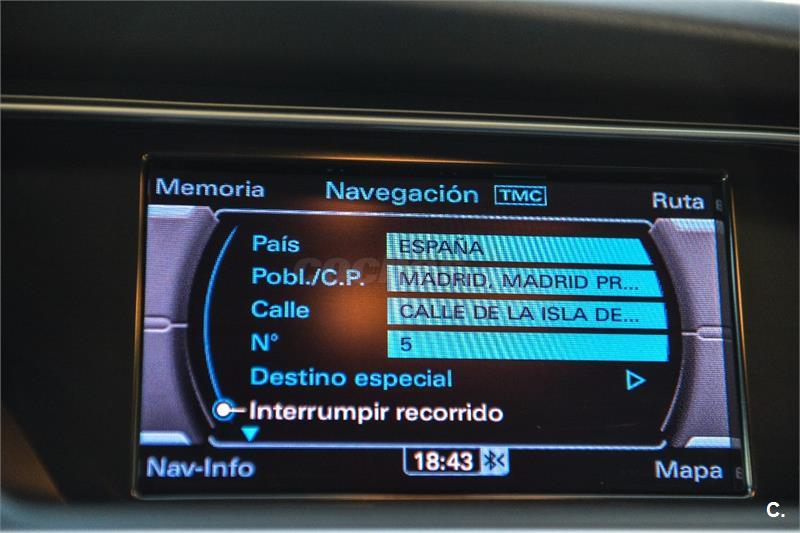 Memoria Navegación TMC Ruta
País ESPAÑA
Pobl./C.P. MADRID, MADRID PR...
Calle CALLE DE LA ISLA DE...
N° 5
Destino especial
Interrumpir recorrido
Nav-Info 18:43 Mapa
C.